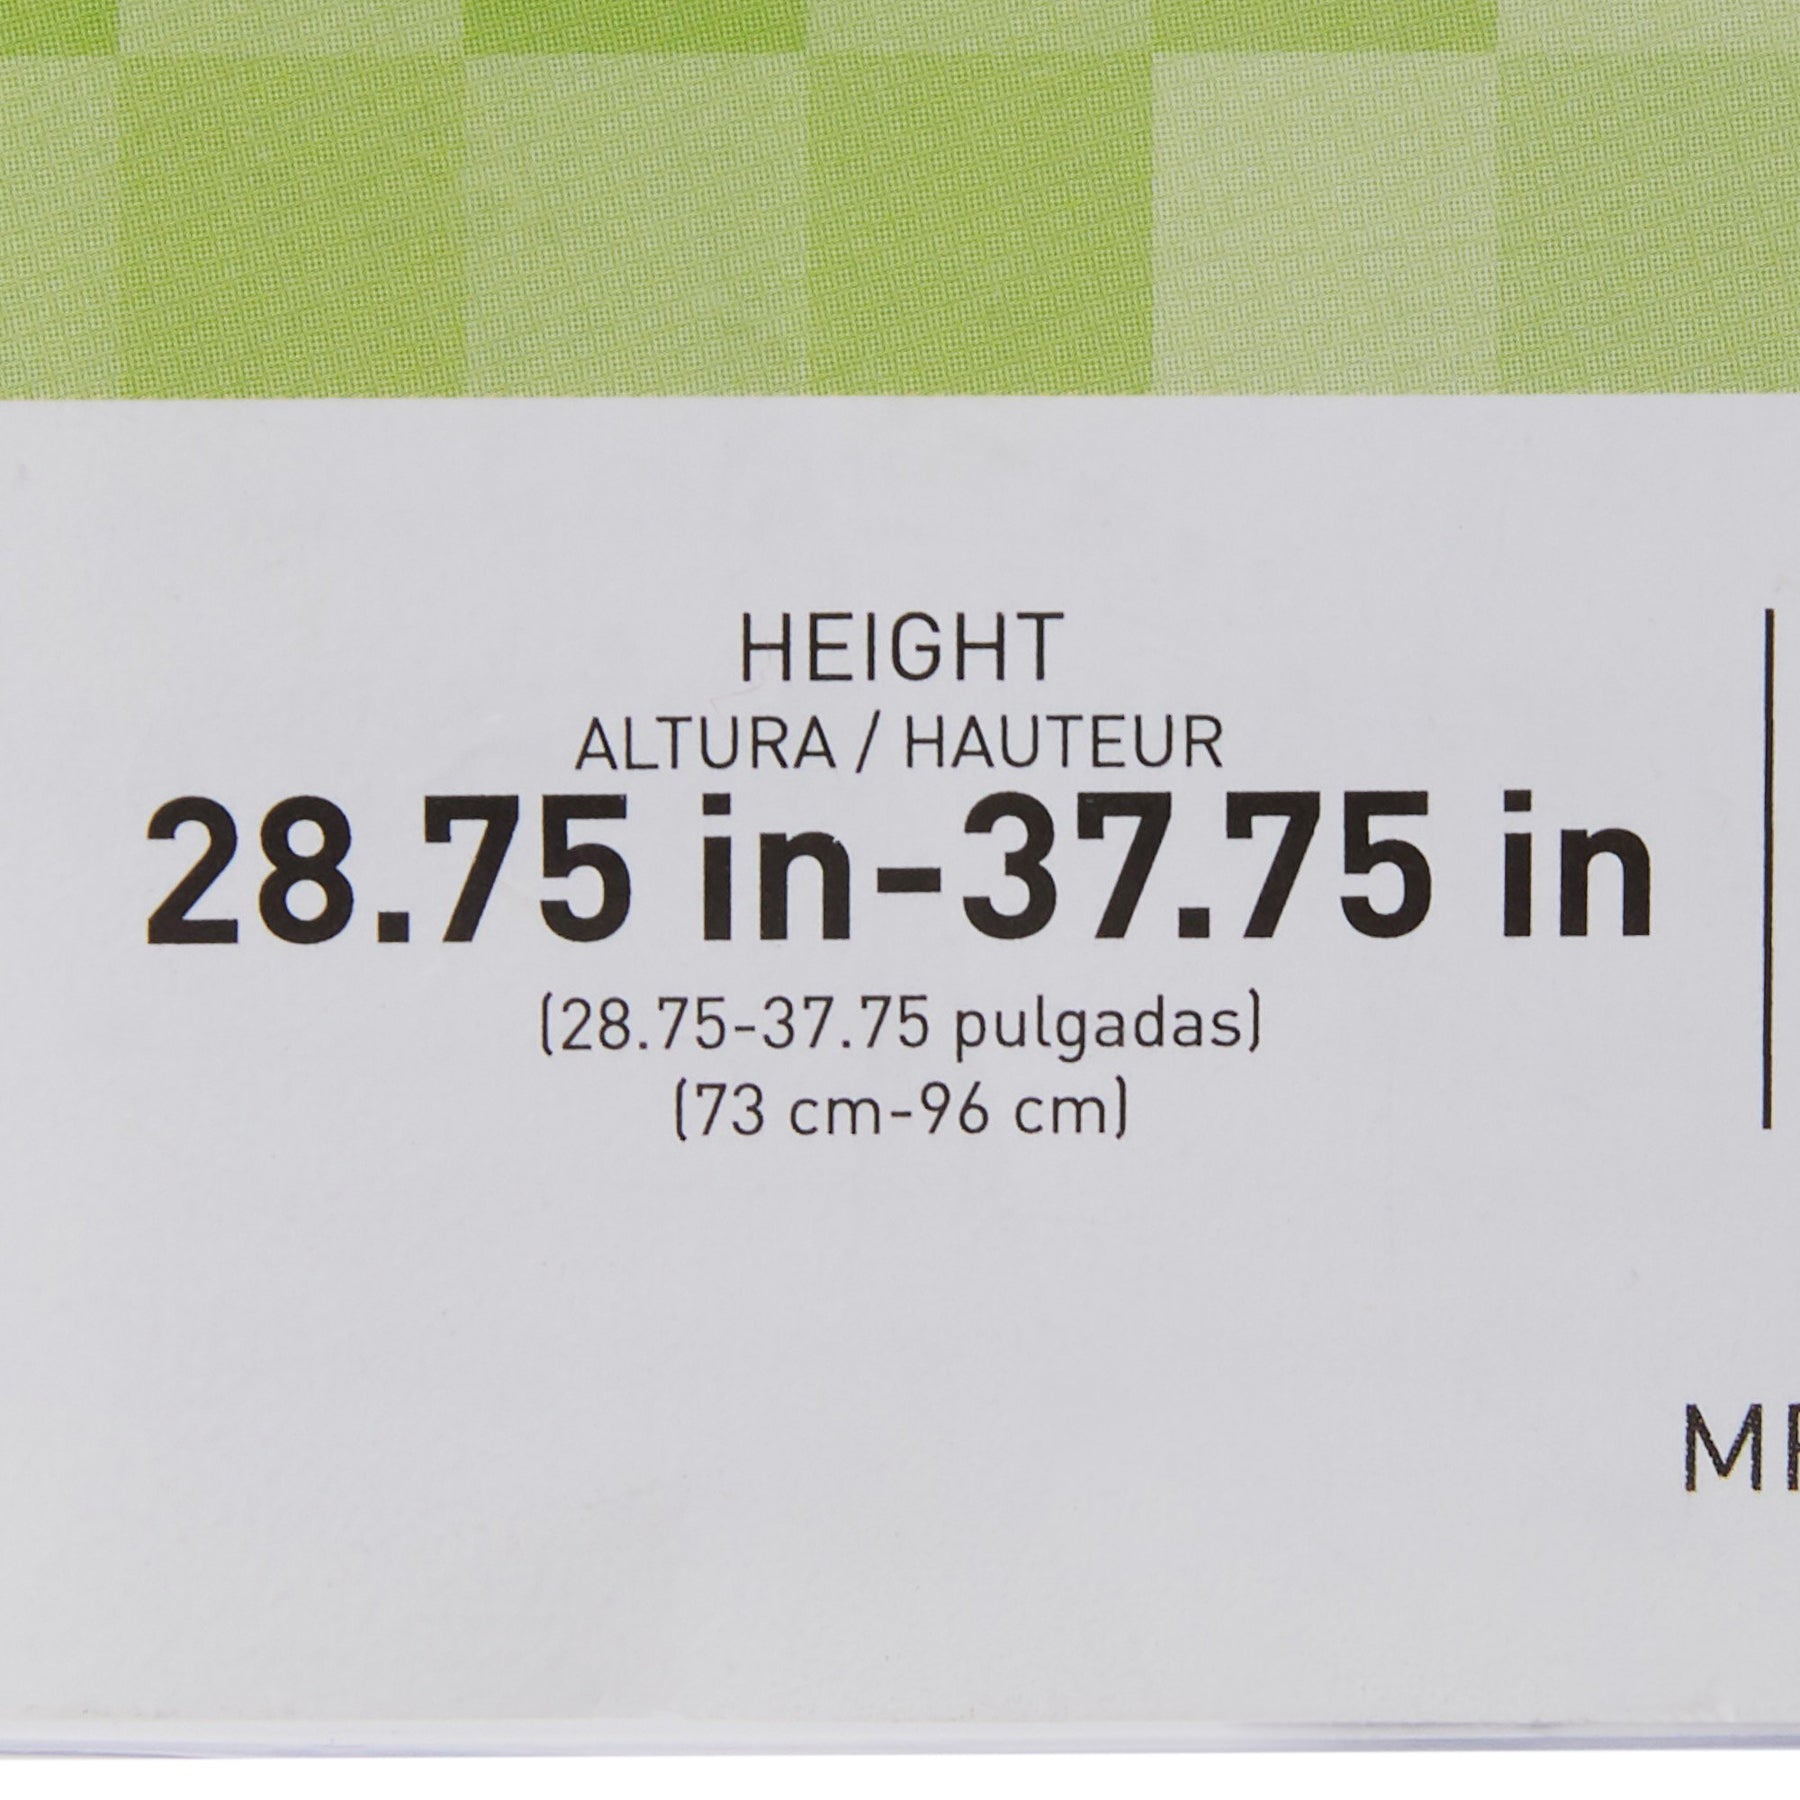 HEIGHT
ALTURA / HAUTEUR
28.75 in-37.75 in
(28.75-37.75 pulgadas)
(73 cm-96 cm)